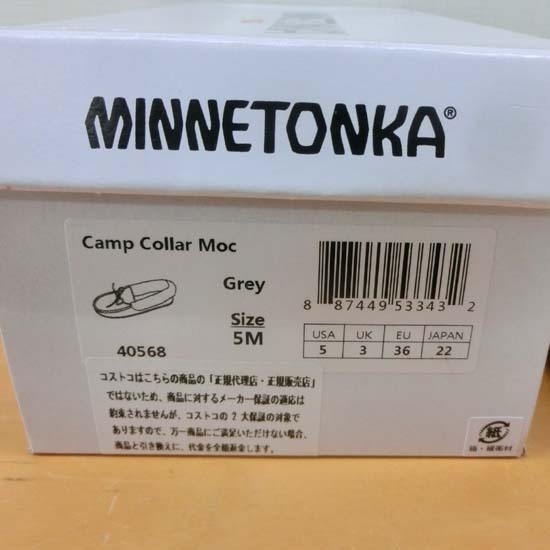 MINNETONKA®
Camp Collar Moc
Grey
Size
5M
40568
8 87449 53343 2
USA UK EU JAPAN
5 3 36 22
コストコはこちらの商品の「正規代理店・正規販売店」
ではないため、商品に対するメーカー保証の適応は
約束されませんが、コストコの2大保証の対象で
ありますので、万一商品にご満足いただけない場合、
商品と引き換えに、代金を全額返金します。
紙
箱・緩衝材